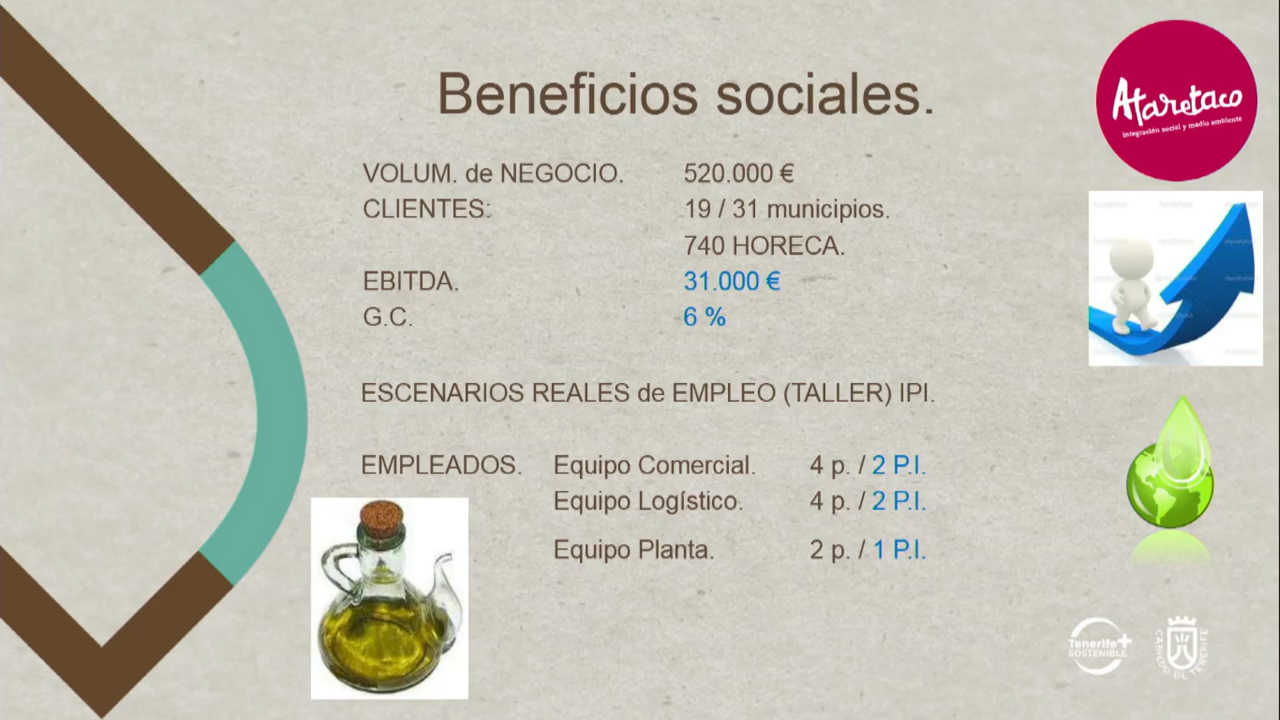 Beneficios sociales.
Ataretaco
integración social y medio ambiente
VOLUM. de NEGOCIO. 520.000 €
CLIENTES: 19 / 31 municipios.
740 HORECA.
EBITDA. 31.000 €
G.C. 6 %
ESCENARIOS REALES de EMPLEO (TALLER) IPI.
EMPLEADOS. Equipo Comercial. 4 p. / 2 P.I.
Equipo Logístico. 4 p. / 2 P.I.
Equipo Planta. 2 p. / 1 P.I.
Tenerife+
SOSTENIBLE
CABILDO DE TENERIFE